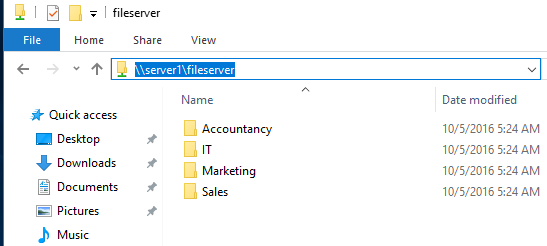 fileserver
File Home Share View
\\server1\fileserver
Name Date modified
Quick access
Desktop
Downloads
Documents
Pictures
Music
Accountancy 10/5/2016 5:24 AM
IT 10/5/2016 5:24 AM
Marketing 10/5/2016 5:24 AM
Sales 10/5/2016 5:24 AM